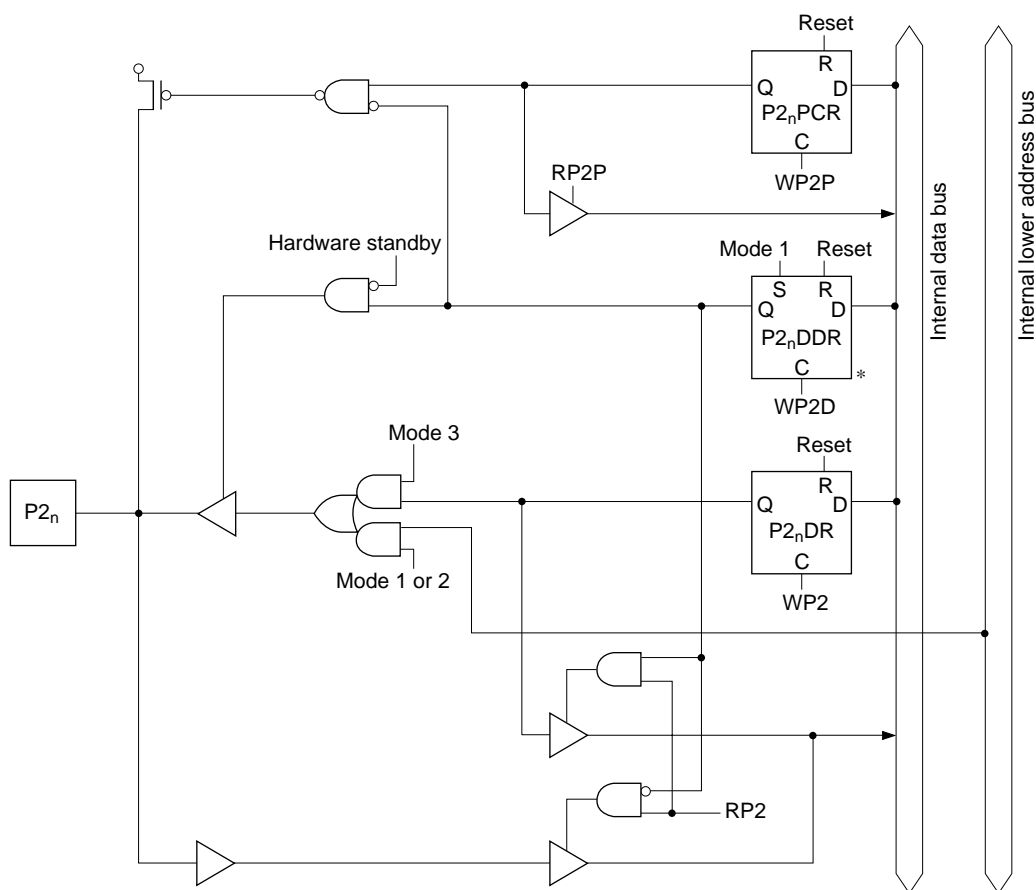 Reset
R
Q
D
P2nPCR
C
WP2P
RP2P
Hardware standby
Mode 1
Reset
S
R
Q
D
P2nDDR
C
*
WP2D
Mode 3
Reset
R
Q
D
P2nDR
C
WP2
P2n
Mode 1 or 2
RP2
Internal data bus
Internal lower address bus